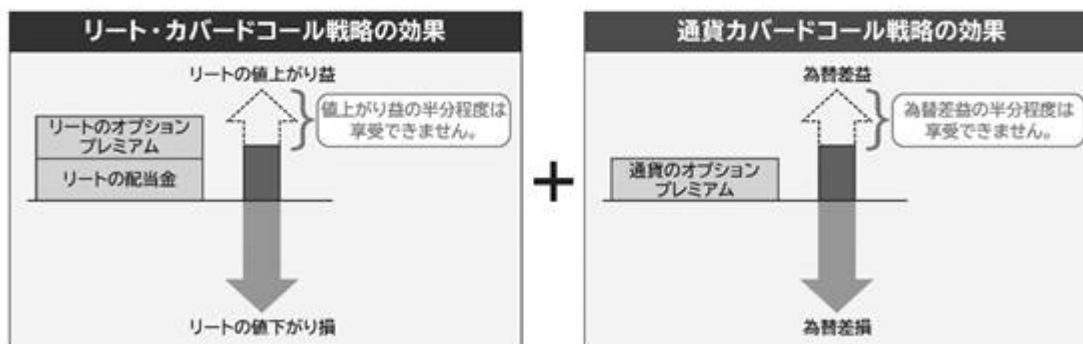 リート・カバードコール戦略の効果
リートの値上がり益
値上がり益の半分程度は
享受できません。
リートのオプション
プレミアム
リートの配当金
リートの値下がり損
+
通貨カバードコール戦略の効果
為替差益
為替差益の半分程度は
享受できません。
通貨のオプション
プレミアム
為替差損